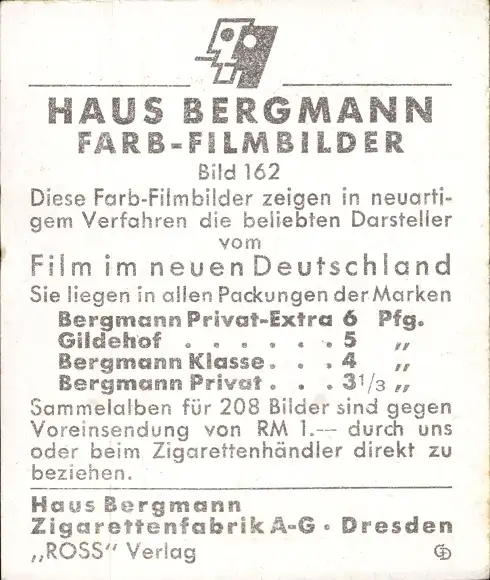 HAUS BERGMANN
FARB-FILMBILDER
Bild 162
Diese Farb-Filmbilder zeigen in neuarti-
gem Verfahren die beliebten Darsteller
vom
Film im neuen Deutschland
Sie liegen in allen Packungen der Marken
Bergmann Privat-Extra 6 Pfg.
Gildehof . . . . . . 5 „
Bergmann Klasse. . . 4 „
Bergmann Privat . . . 3 1/3 „
Sammelalben für 208 Bilder sind gegen
Voreinsendung von RM 1.— durch uns
oder beim Zigarettenhändler direkt zu
beziehen.
Haus Bergmann
Zigarettenfabrik A-G • Dresden
„ROSS“ Verlag